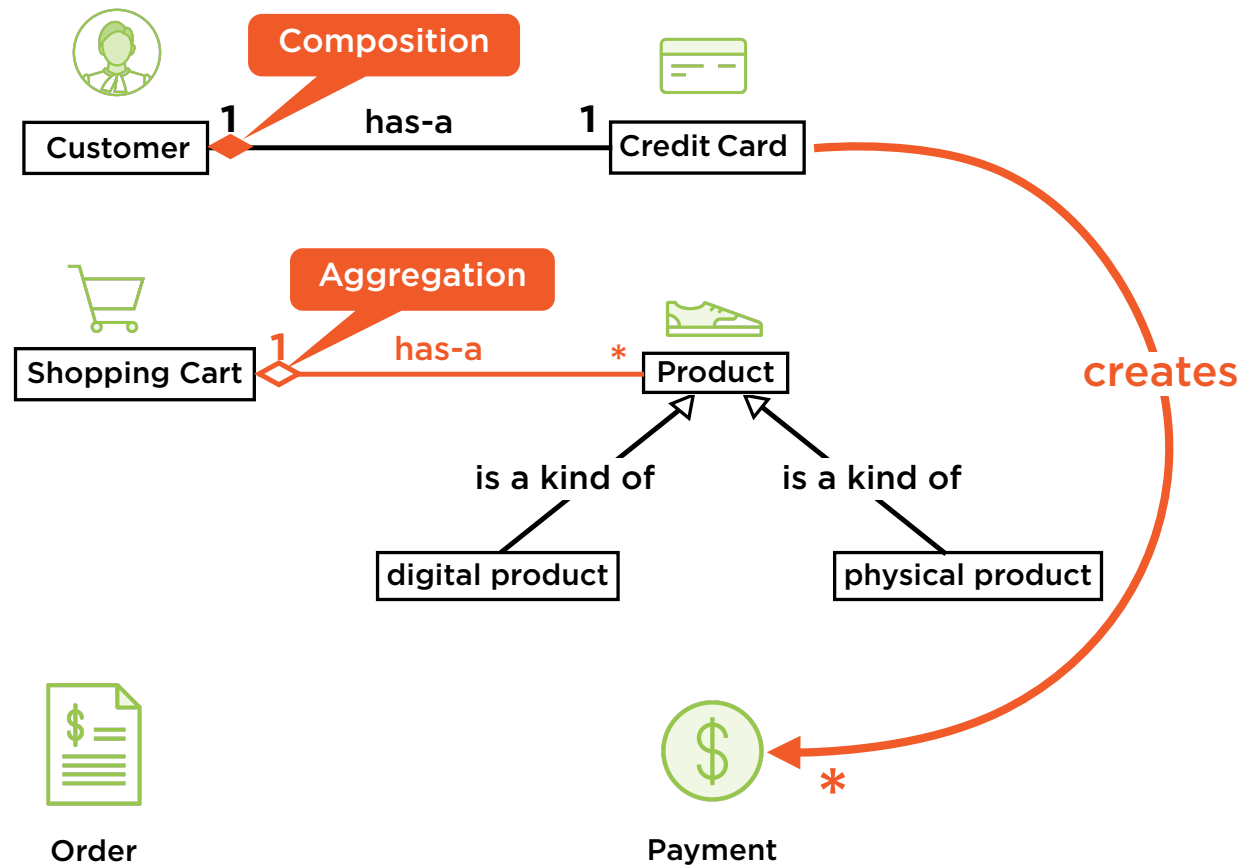 Composition
1
has-a
1
Customer
Credit Card
Aggregation
1
has-a
*
Shopping Cart
Product
creates
is a kind of
is a kind of
digital product
physical product
$
$
*
Order
Payment